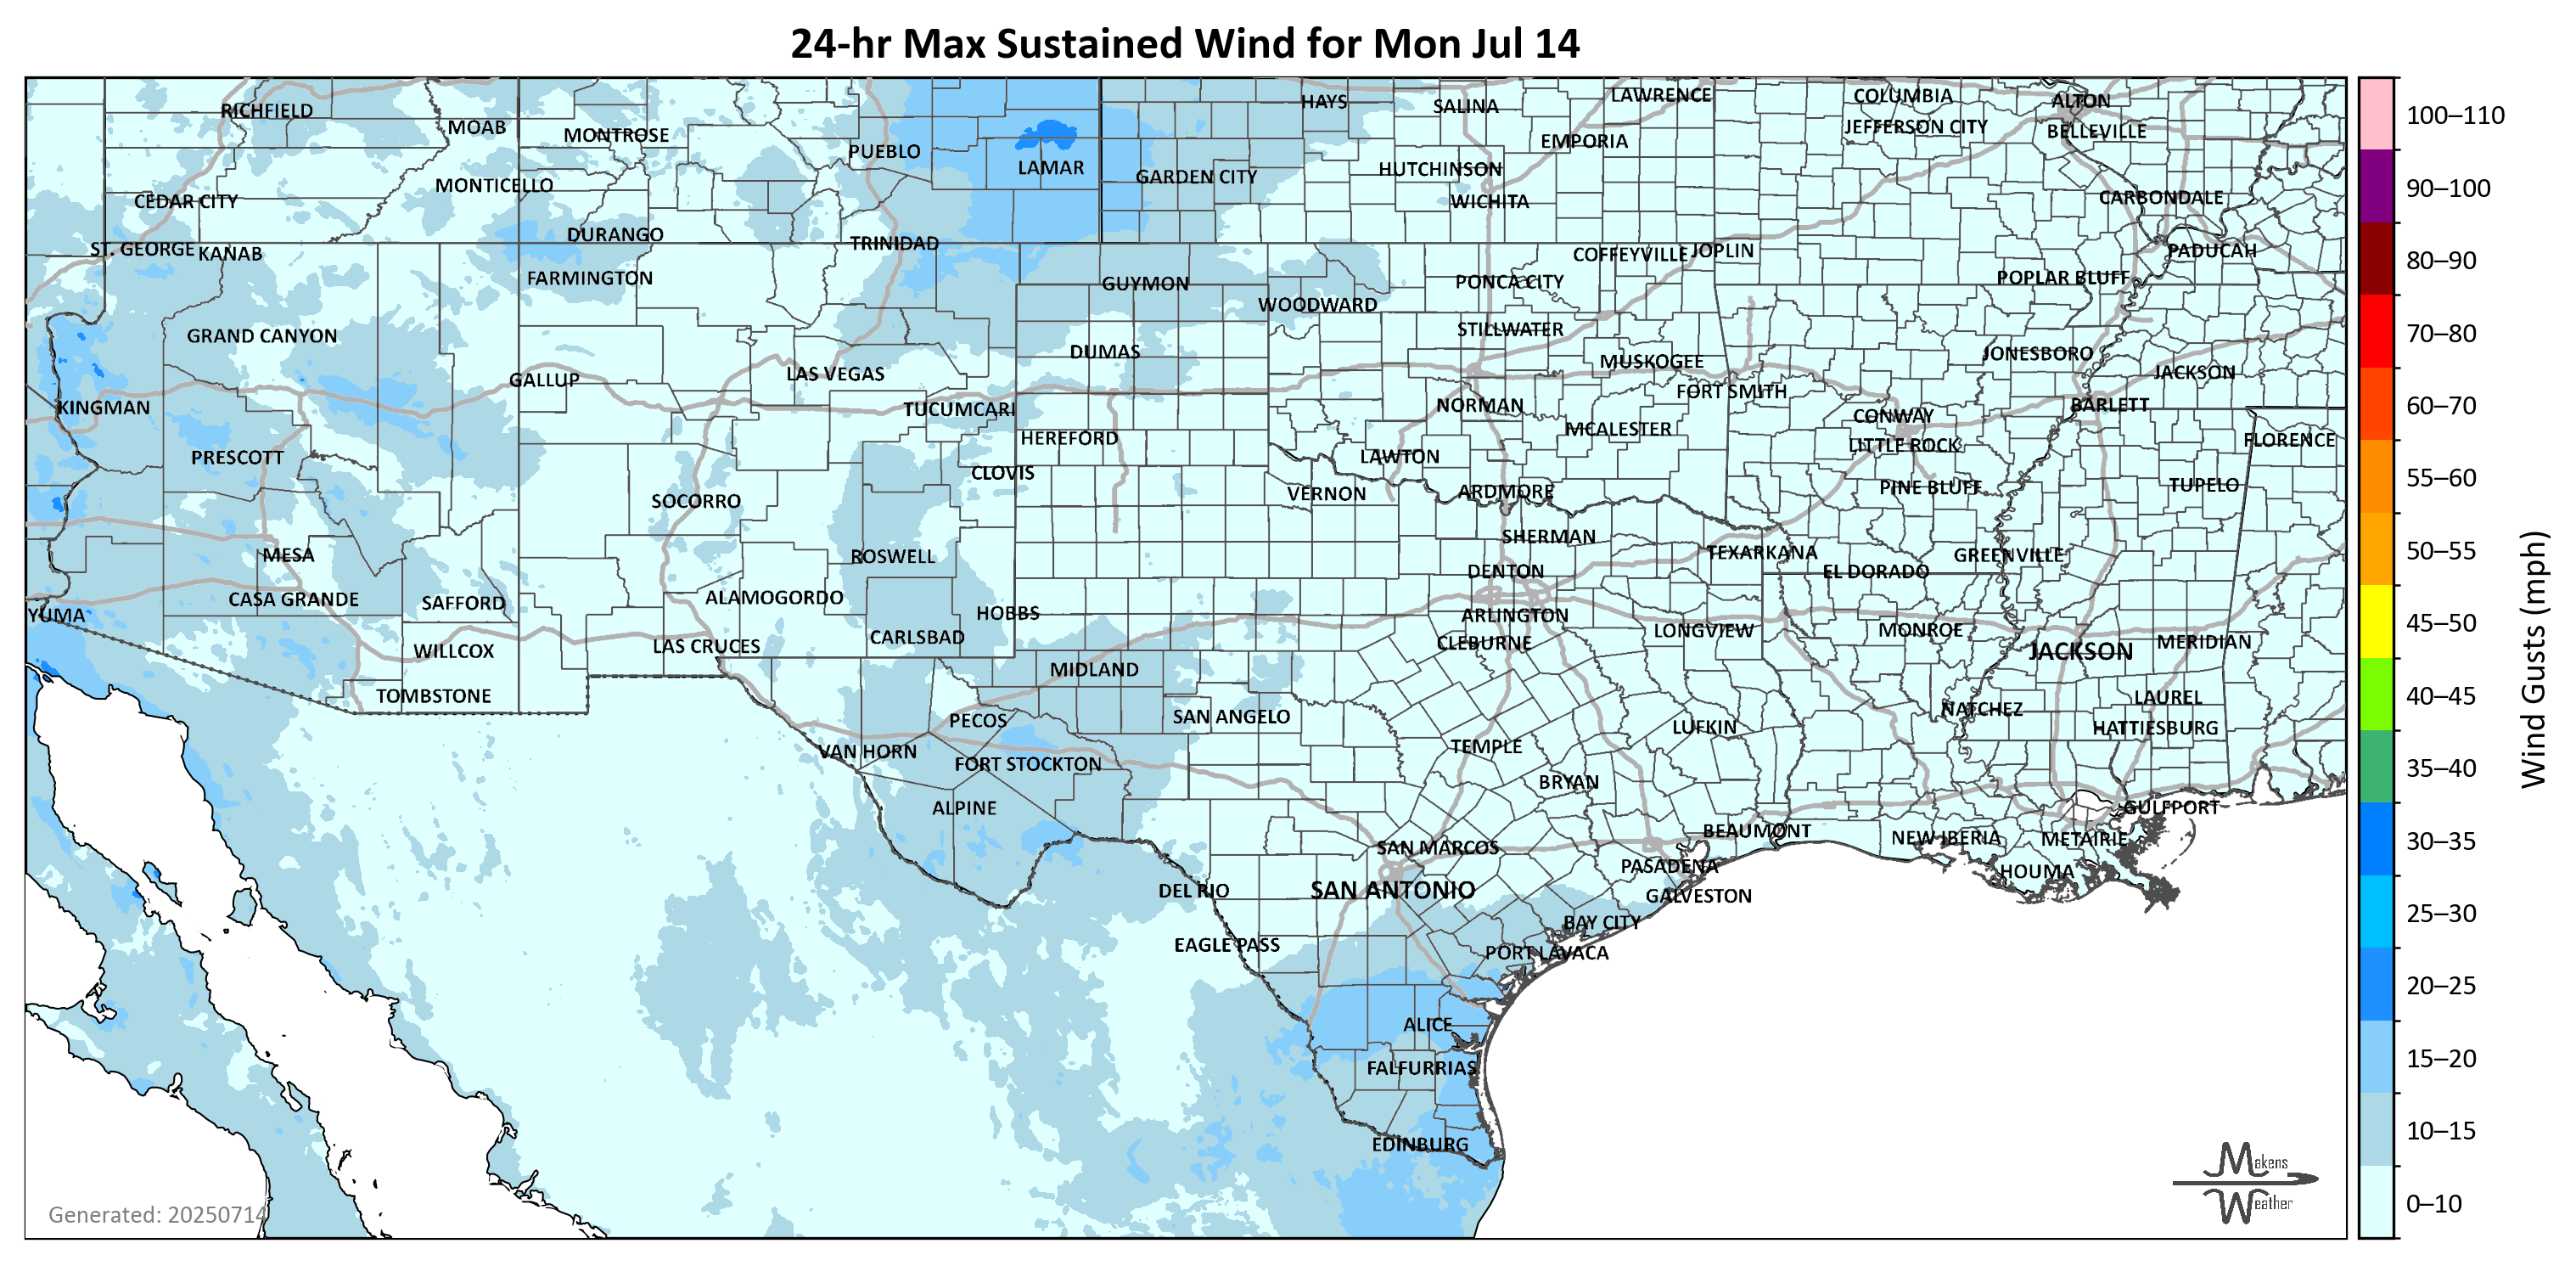 24-hr Max Sustained Wind for Mon Jul 14
RICHFIELD
MOAB
MONTROSE
PUEBLO
LAMAR
HAYS
SALINA
LAWRENCE
EMPORIA
COLUMBIA
JEFFERSON CITY
ALTON
BELLEVILLE
CEDAR CITY
MONTICELLO
GARDEN CITY
HUTCHINSON
WICHITA
CARBONDALE
ST. GEORGE
KANAB
DURANGO
FARMINGTON
TRINIDAD
GUYMON
WOODWARD
PONCA CITY
COFFEYVILLE
JOPLIN
POPLAR BLUFF
PADUCAH
GRAND CANYON
GALLUP
LAS VEGAS
DUMAS
STILLWATER
MUSKOGEE
JONESBORO
JACKSON
KINGMAN
TUCUMCARI
HEREFORD
NORMAN
FORT SMITH
CONWAY
BARLETT
PRESCOTT
SOCORRO
CLOVIS
LAWTON
MCALESTER
LITTLE ROCK
FLORENCE
VERNON
ARDMORE
PINE BLUFF
TUPELO
MESA
ROSWELL
SHERMAN
TEXARKANA
GREENVILLE
DENTON
EL DORADO
YUMA
CASA GRANDE
SAFFORD
ALAMOGORDO
HOBBS
ARLINGTON
WILLCOX
LAS CRUCES
CARLSBAD
CLEBURNE
LONGVIEW
MONROE
JACKSON
MERIDIAN
TOMBSTONE
MIDLAND
PECOS
SAN ANGELO
LUFKIN
NATCHEZ
LAUREL
HATTIESBURG
VAN HORN
FORT STOCKTON
TEMPLE
BRYAN
ALPINE
BEAUMONT
NEW IBERIA
METAIRIE
GULFPORT
SAN MARCOS
PASADENA
HOUMA
DEL RIO
SAN ANTONIO
GALVESTON
EAGLE PASS
BAY CITY
PORT LAVACA
ALICE
FALFURRIAS
EDINBURG
Generated: 20250714
Makens
Weather
100–110
90–100
80–90
70–80
60–70
55–60
50–55
45–50
40–45
35–40
30–35
25–30
20–25
15–20
10–15
0–10
Wind Gusts (mph)